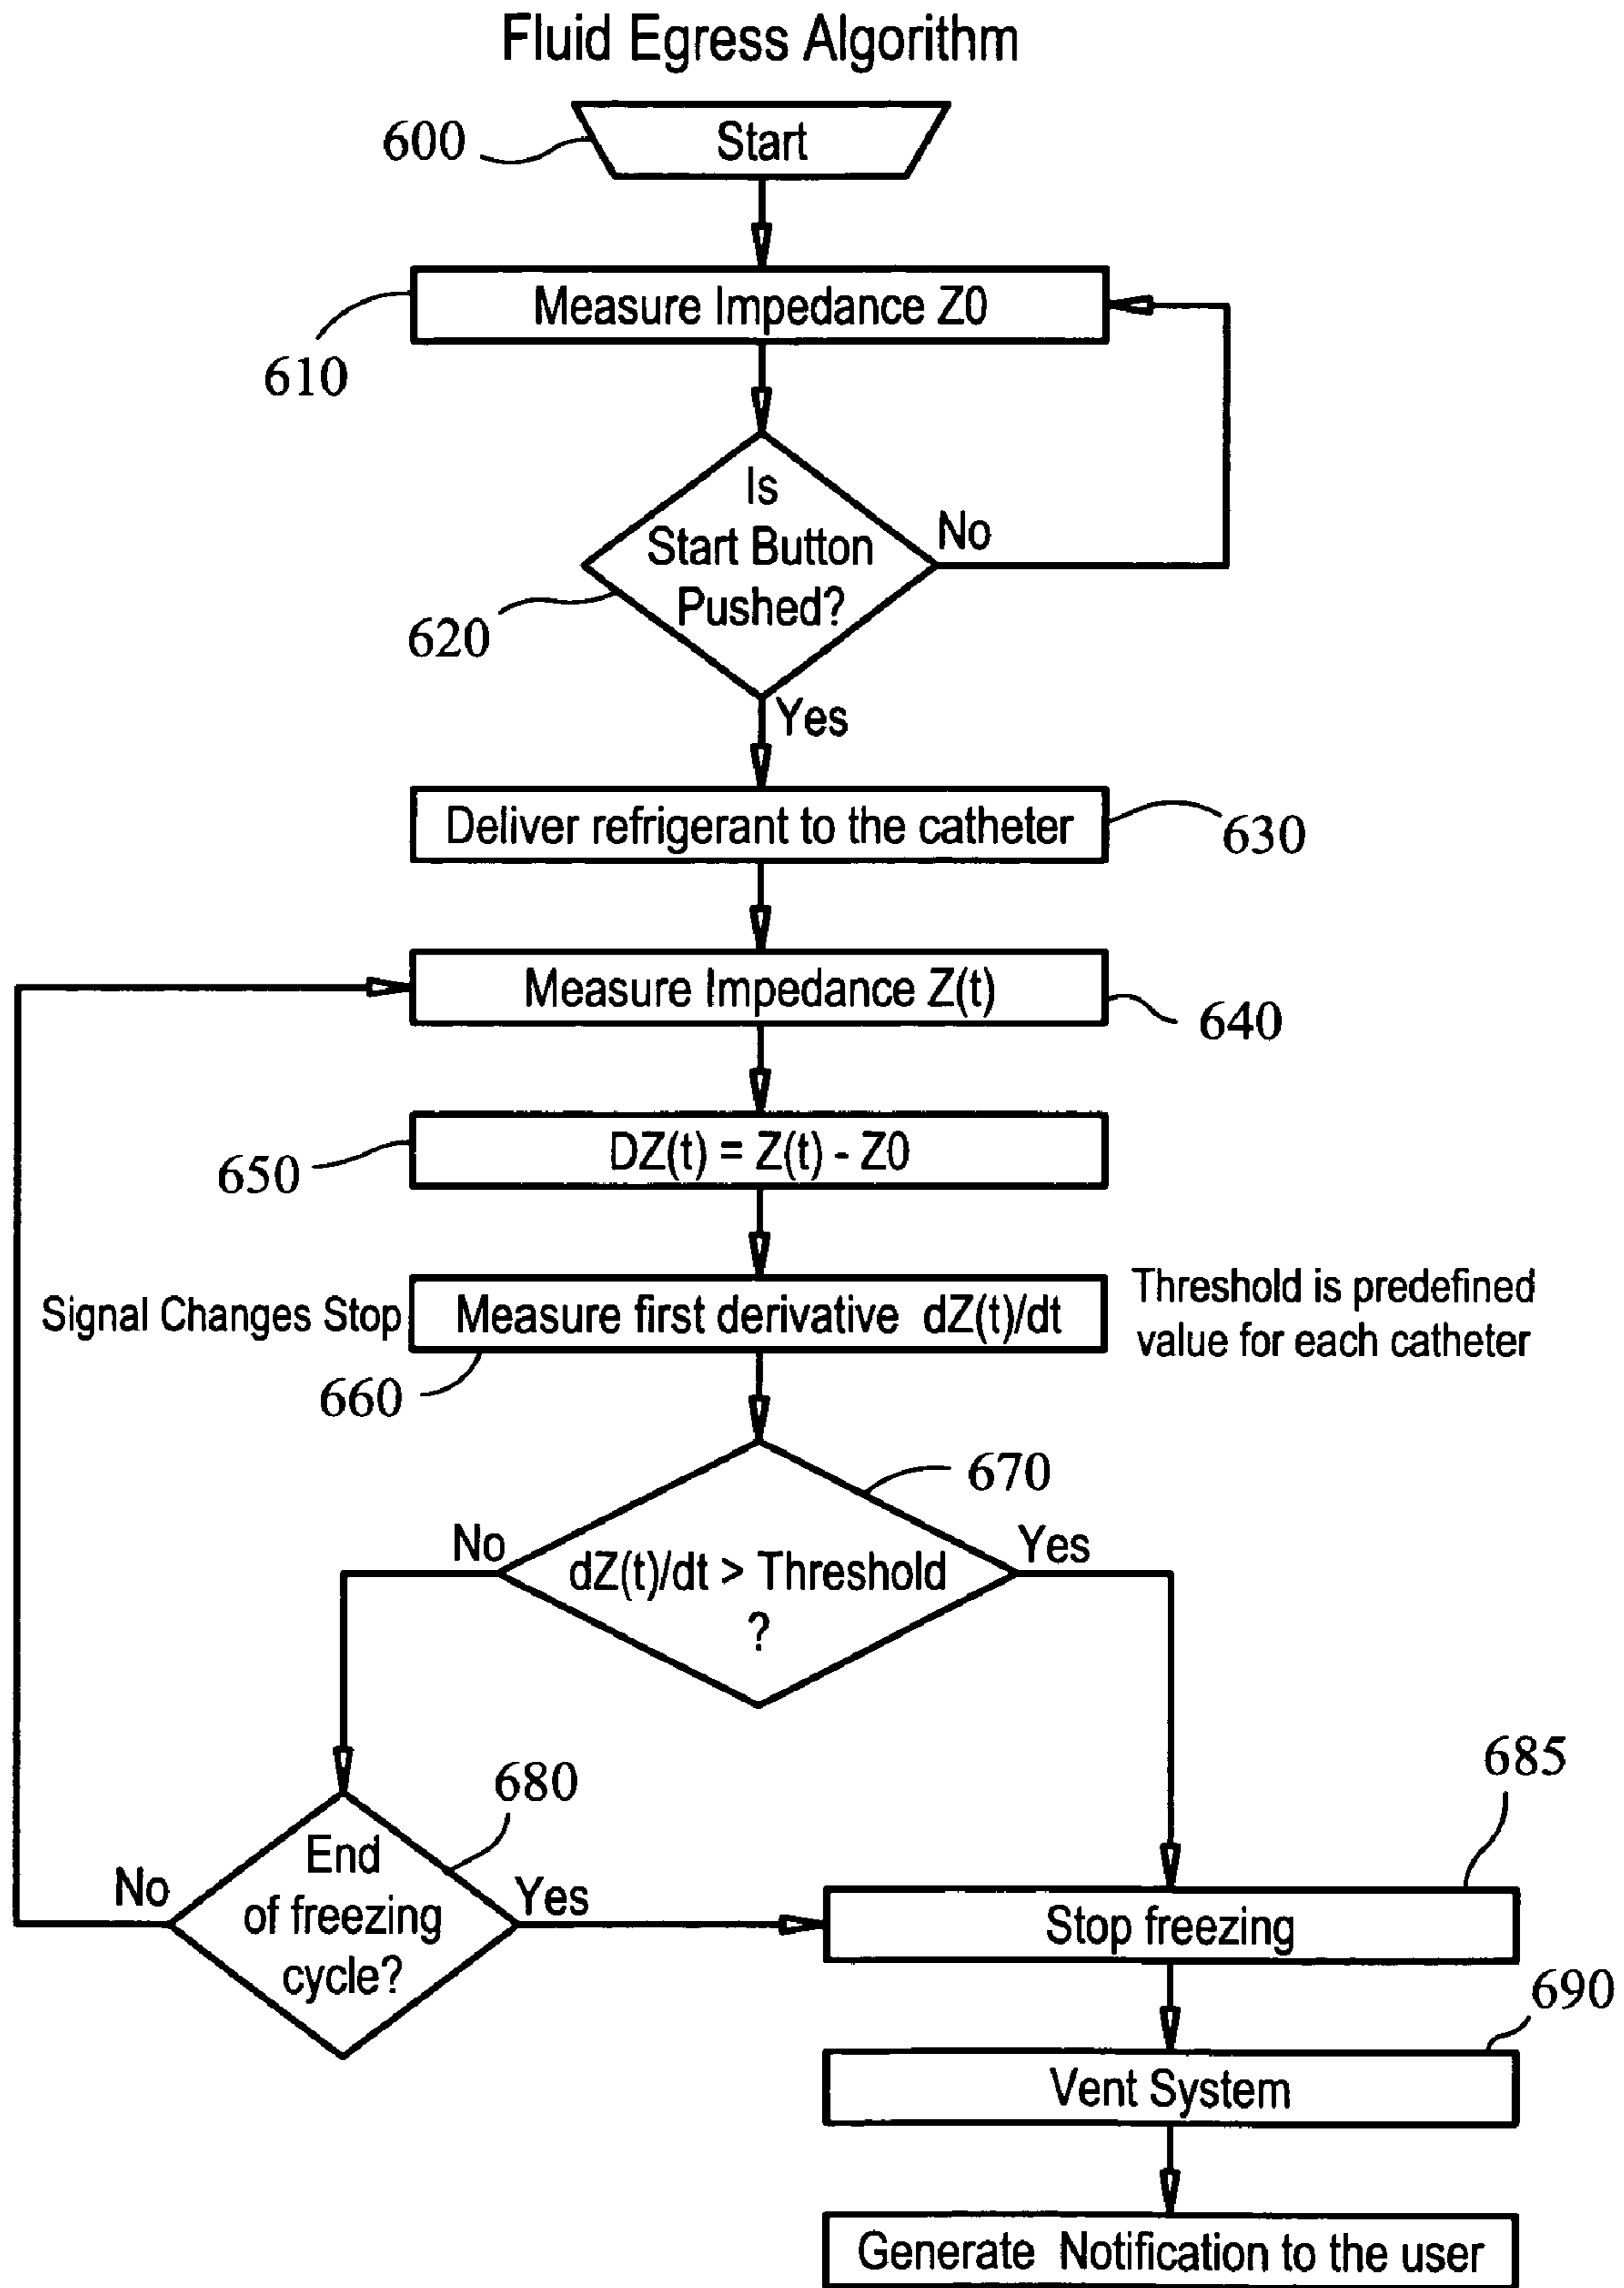 Fluid Egress Algorithm
600
Start
Measure Impedance Z0
610
Is
Start Button
Pushed?
No
620
Yes
Deliver refrigerant to the catheter
630
Measure Impedance Z(t)
640
DZ(t) = Z(t) - Z0
650
Signal Changes Stop
Measure first derivative dZ(t)/dt
Threshold is predefined
value for each catheter
660
670
No
dZ(t)/dt > Threshold
?
Yes
680
685
End
of freezing
cycle?
No
Yes
Stop freezing
690
Vent System
Generate Notification to the user